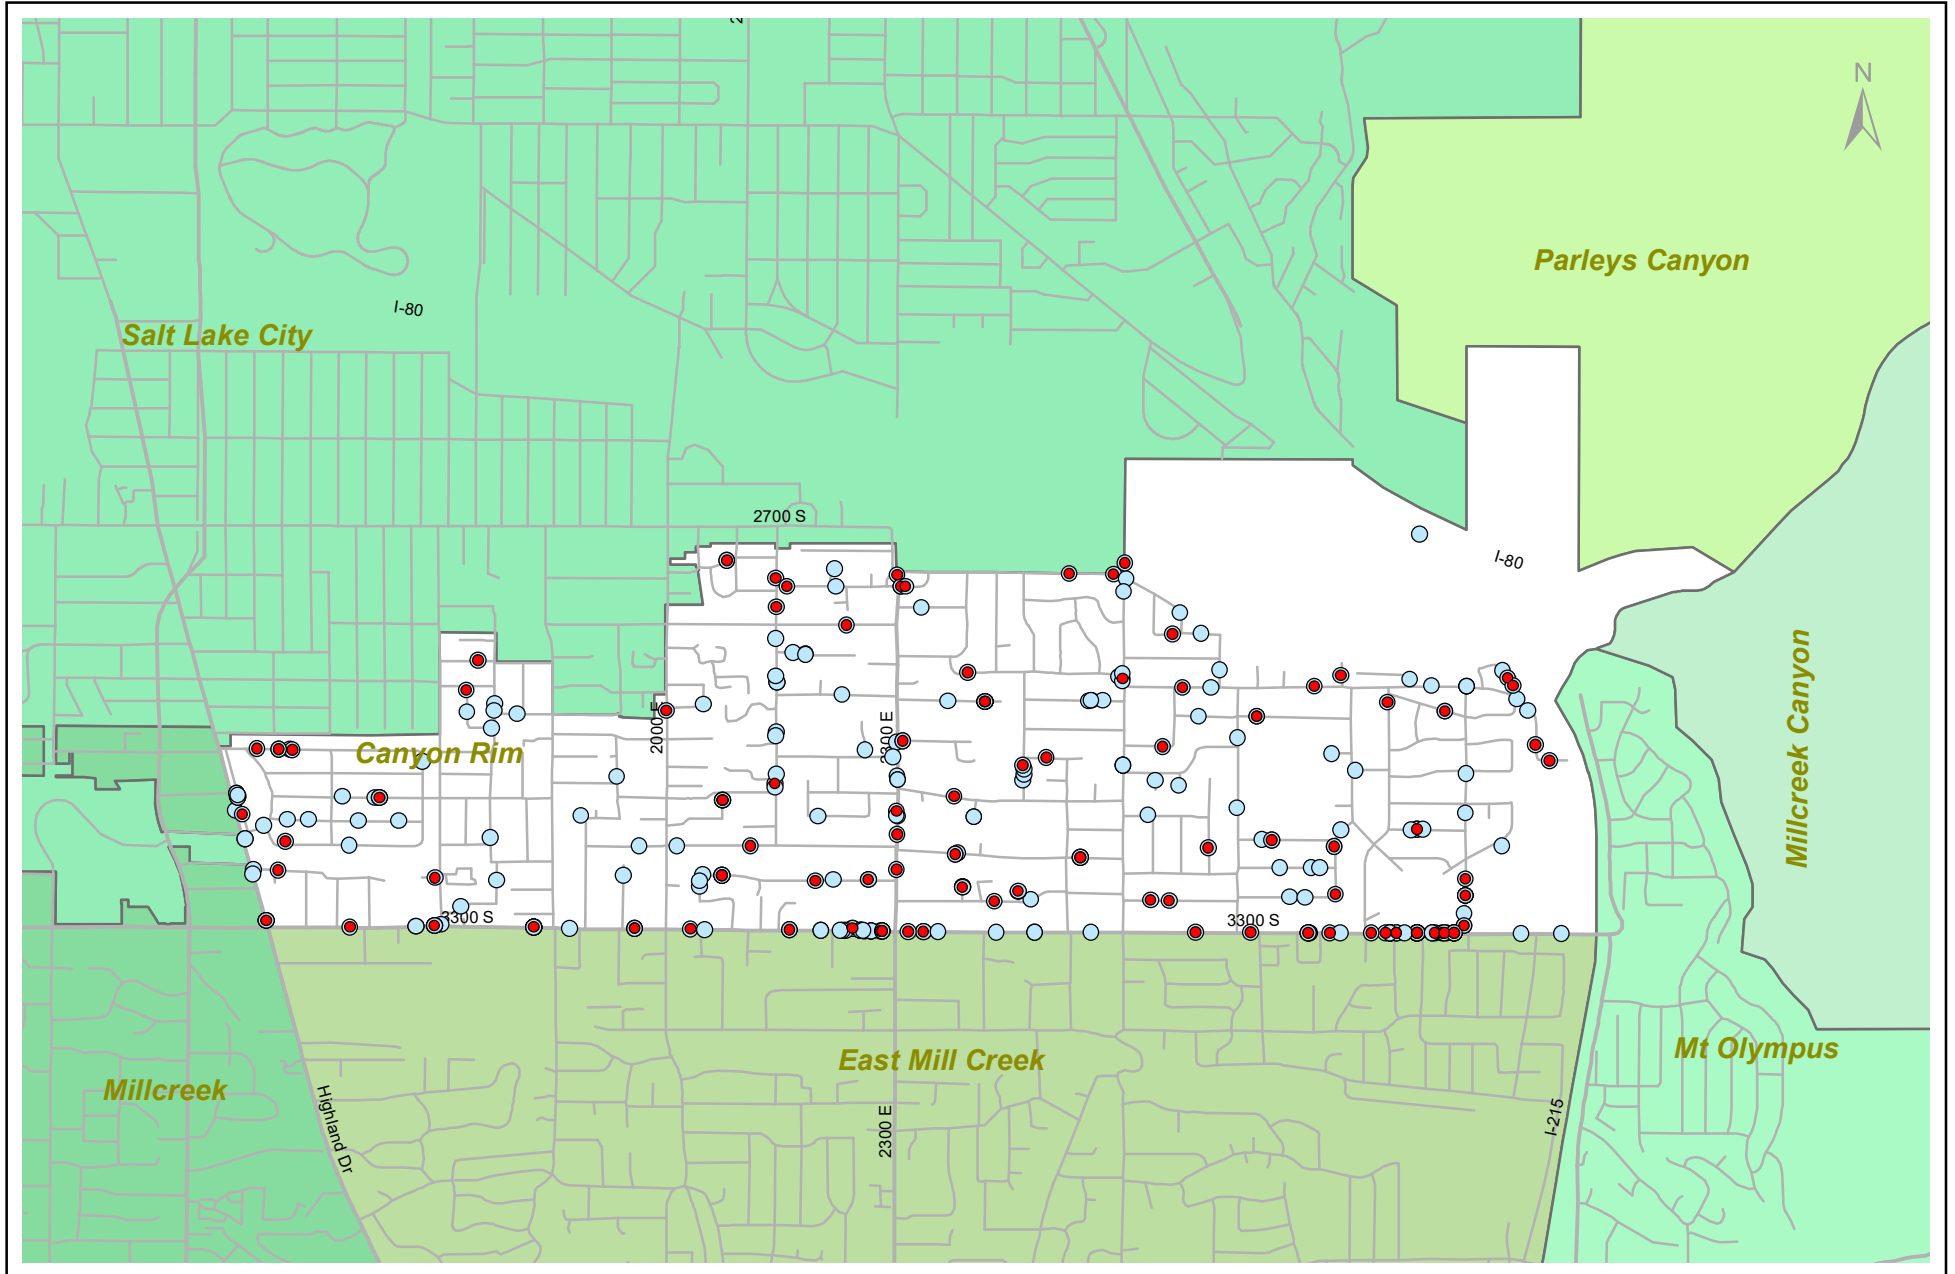 N
Parleys Canyon
I-80
Salt Lake City
2700 S
I-80
2000 E
Canyon Rim
Millcreek Canyon
3300 S
3300 S
Mt Olympus
East Mill Creek
Millcreek
Highland Dr
2300 E
I-215